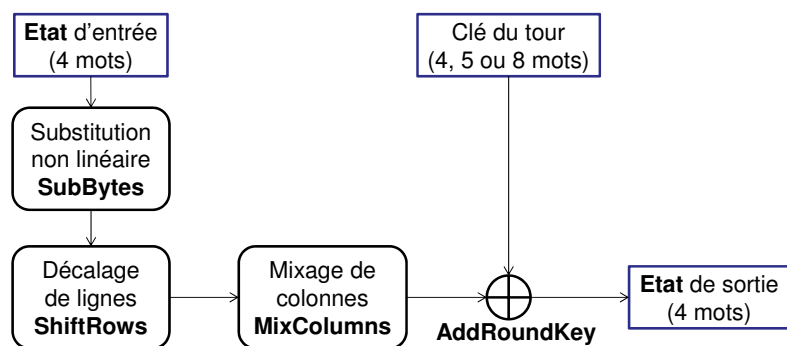 Etat d'entrée
(4 mots)
Clé du tour
(4, 5 ou 8 mots)
Substitution
non linéaire
SubBytes
Décalage
de lignes
ShiftRows
Mixage de
colonnes
MixColumns
AddRoundKey
Etat de sortie
(4 mots)